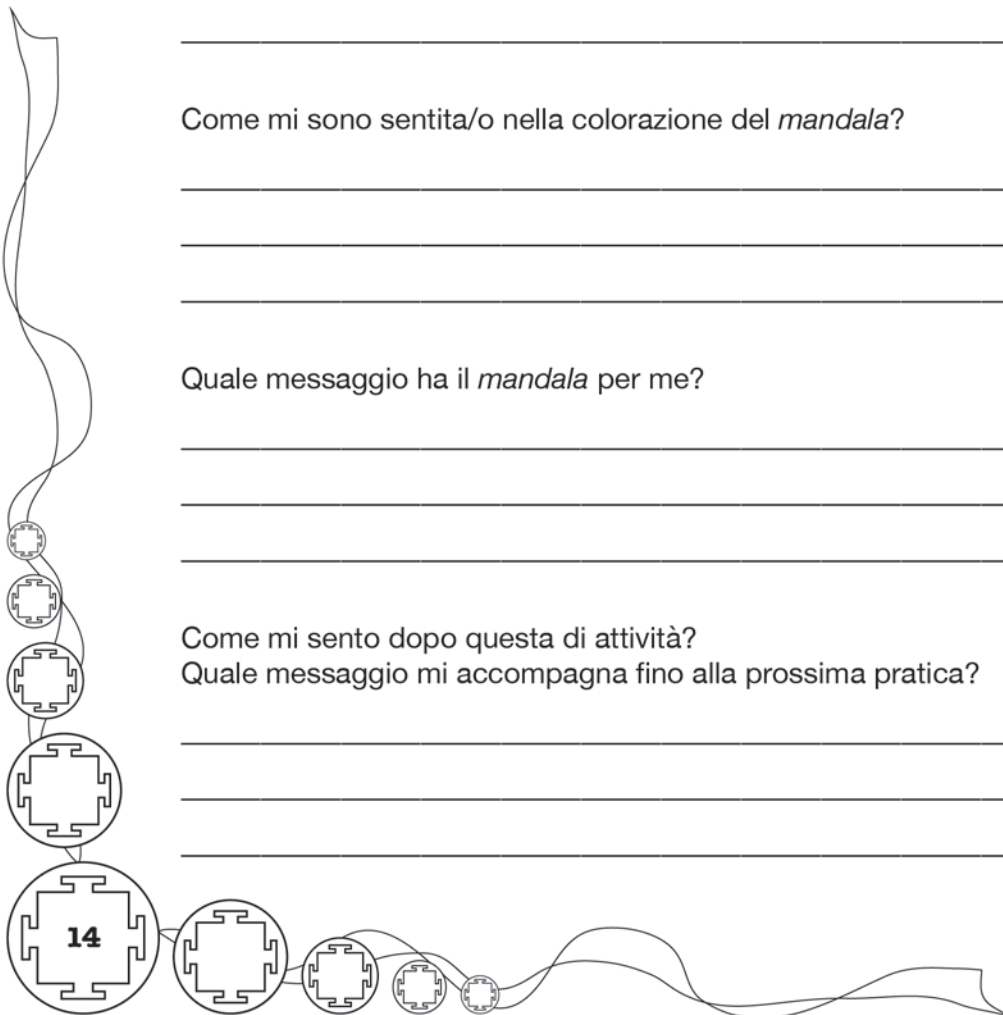 Come mi sono sentita/o nella colorazione del mandala?
Quale messaggio ha il mandala per me?
Come mi sento dopo questa di attività?
Quale messaggio mi accompagna fino alla prossima pratica?
14